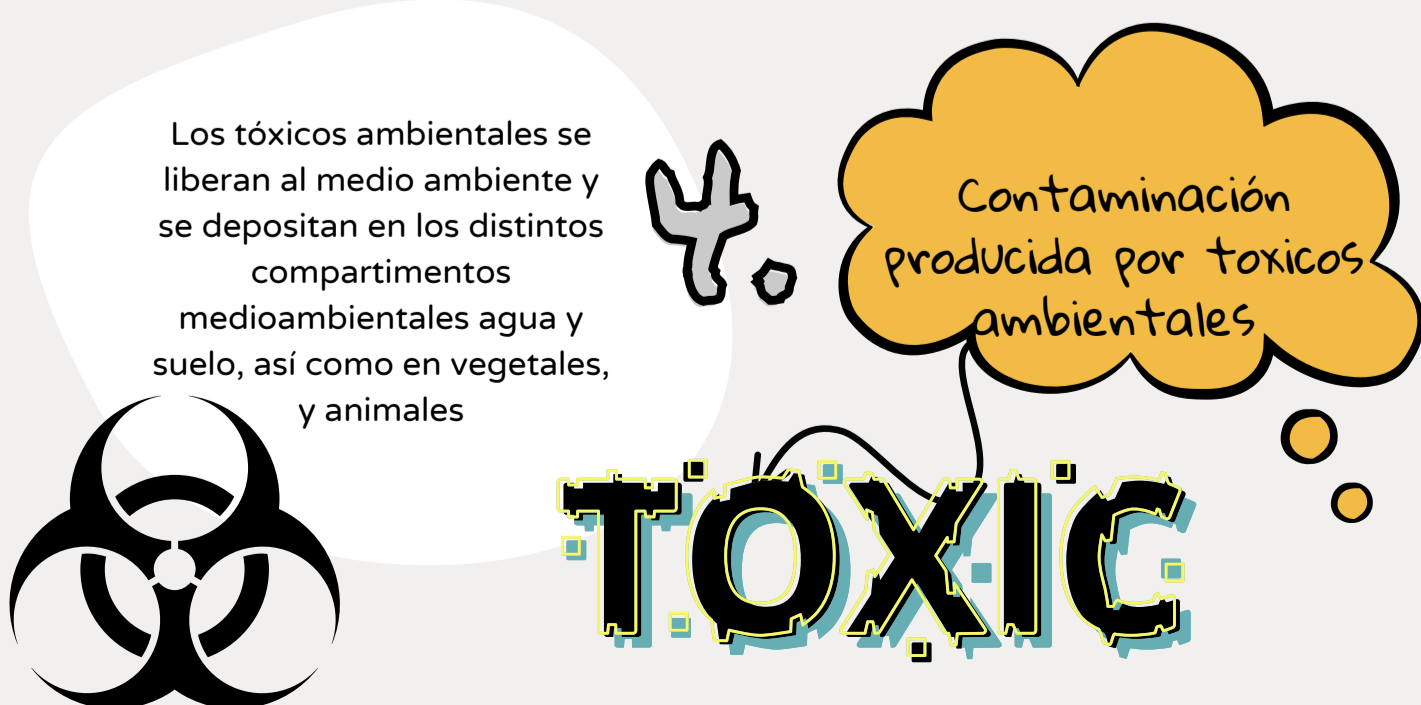 Los tóxicos ambientales se
liberan al medio ambiente y
se depositan en los distintos
compartimentos
medioambientales agua y
suelo, así como en vegetales,
y animales
4.
Contaminación
producida por toxicos
ambientales
TOXIC